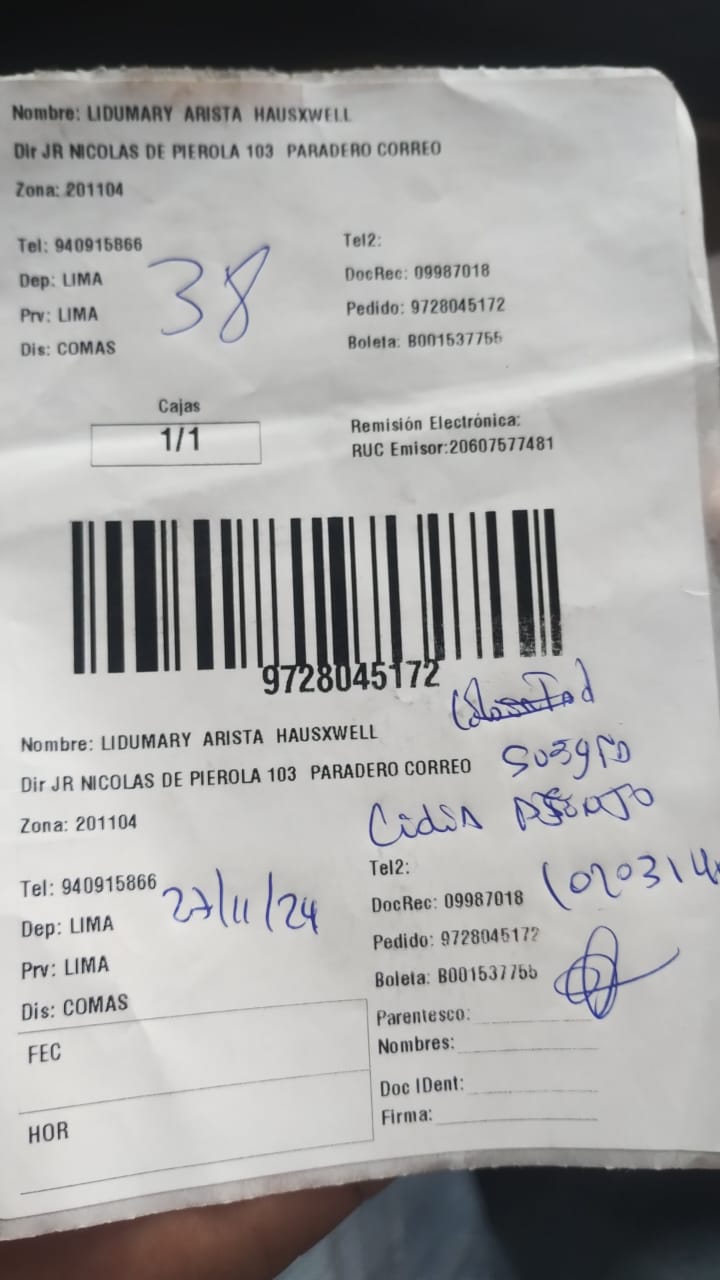 Nombre: LIDUMARY ARISTA HAUSXWELL
Dir JR NICOLAS DE PIEROLA 103 PARADERO CORREO
Zona: 201104
Tel: 940915866
Tel2:
Dep: LIMA
38
DocRec: 09987018
Prv: LIMA
Pedido: 9728045172
Dis: COMAS
Boleta: B001537755
Cajas
1/1
Remisión Electrónica:
RUC Emisor:20607577481
9728045172
Nombre: LIDUMARY ARISTA HAUSXWELL
Dir JR NICOLAS DE PIEROLA 103 PARADERO CORREO
Zona: 201104
Tel: 940915866
27/11/24
Tel2:
Dep: LIMA
DocRec: 09987018
Prv: LIMA
Pedido: 9728045172
Dis: COMAS
Boleta: B001537755
FEC
HOR
Parentesco:
Nombres:
Doc IDent:
Firma: